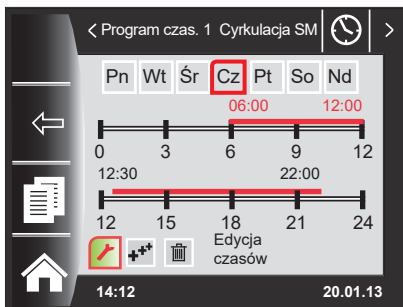 < Program czas. 1 Cyrkulacja SM >
Pn Wt Śr Cz Pt So Nd
06:00 12:00
0 3 6 9 12
12:30 22:00
12 15 18 21 24
Edycja
czasów
14:12 20.01.13